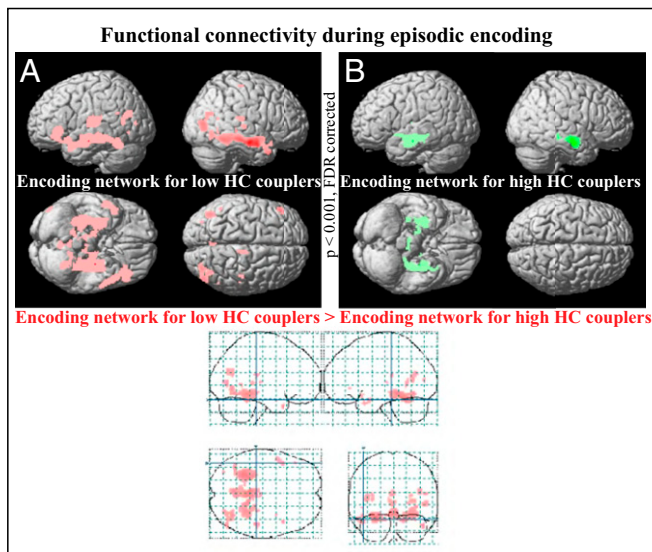 Functional connectivity during episodic encoding
A
B
Encoding network for low HC couplers
p < 0.001, FDR corrected
Encoding network for high HC couplers
Encoding network for low HC couplers > Encoding network for high HC couplers